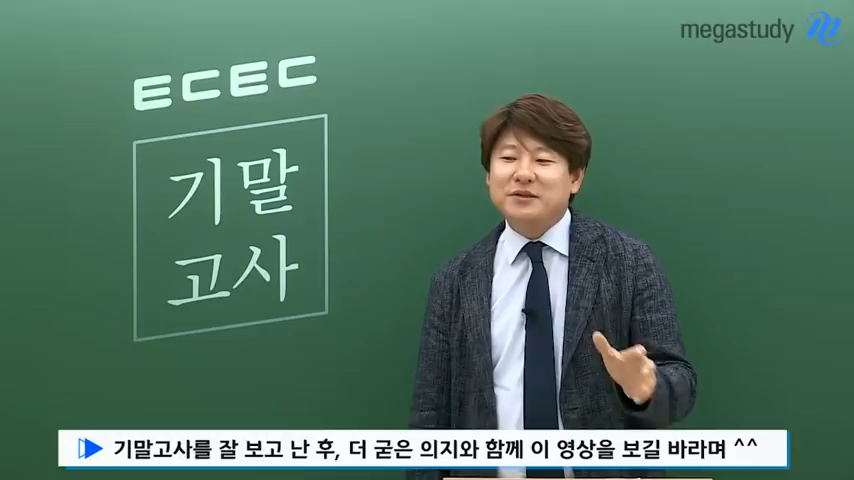 megastudy
ECEC
기말
고사
기말고사를 잘 보고 난 후, 더 굳은 의지와 함께 이 영상을 보길 바라며 ^^